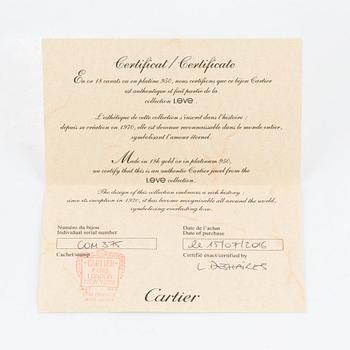 Certificat / Certificate
En or 18 carats ou en platine 950, nous certifions que ce bijou Cartier
est authentique et fait partie de la
collection LOVE.
L'esthétique de cette collection s'inscrit dans l'histoire :
depuis sa création en 1970, elle est devenue reconnaissable dans le monde entier,
symbolisant l'amour éternel.
Made in 18k gold or in platinum 950,
we certify that this is an authentic Cartier jewel from the
LOVE collection.
The design of this collection embraces a rich history :
since its inception in 1970, it has become recognisable all around the world,
symbolising everlasting love.
Numéro du bijou
Individual serial number
Date de l'achat
Date of purchase
le 15/07/2016
Cachet/stamp
Certifié exact/certified by
CARTIER
PARIS
LONDON
NEW YORK
Cartier